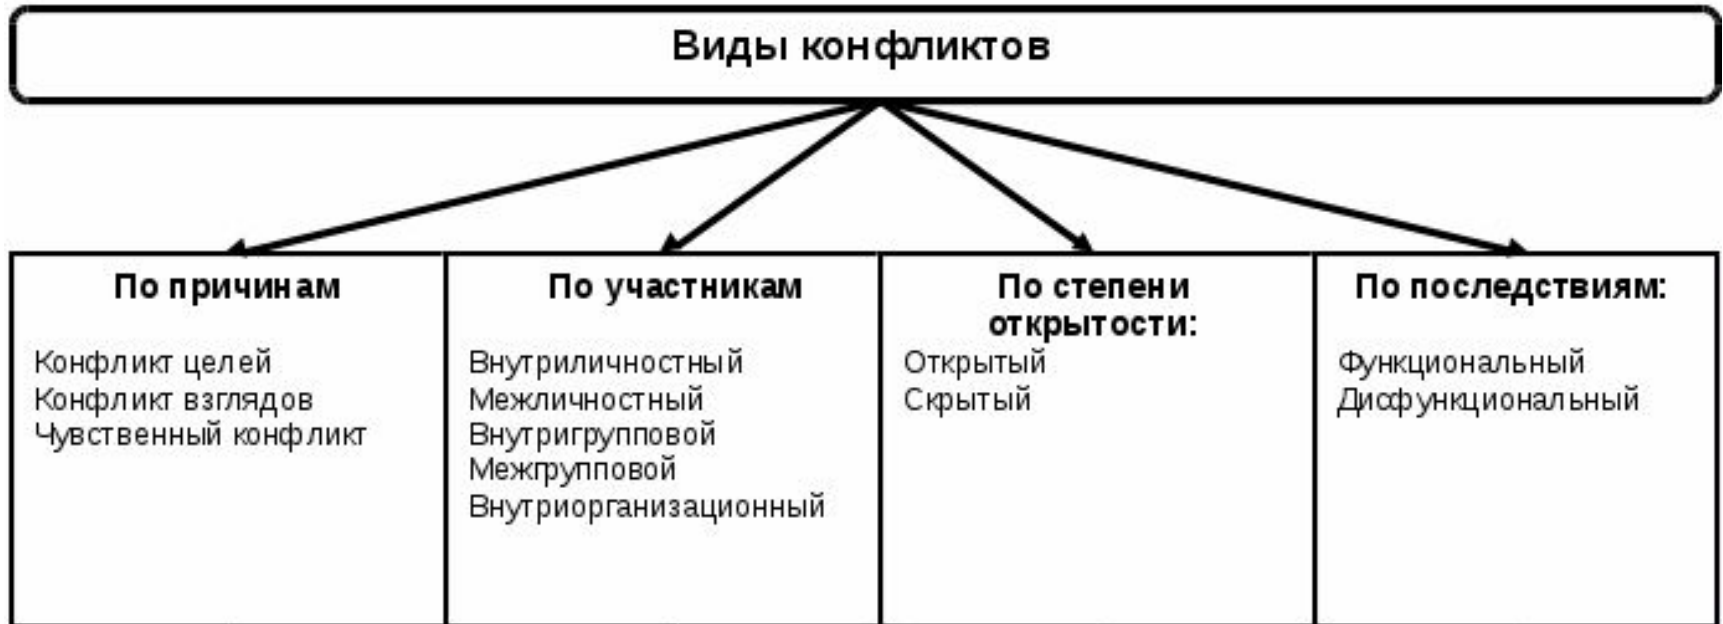 Виды конфликтов
По причинам
Конфликт целей
Конфликт взглядов
Чувственный конфликт
По участникам
Внутриличностный
Межличностный
Внутригрупповой
Межгрупповой
Внутриорганизационный
По степени
открытости:
Открытый
Скрытый
По последствиям:
Функциональный
Дисфункциональный